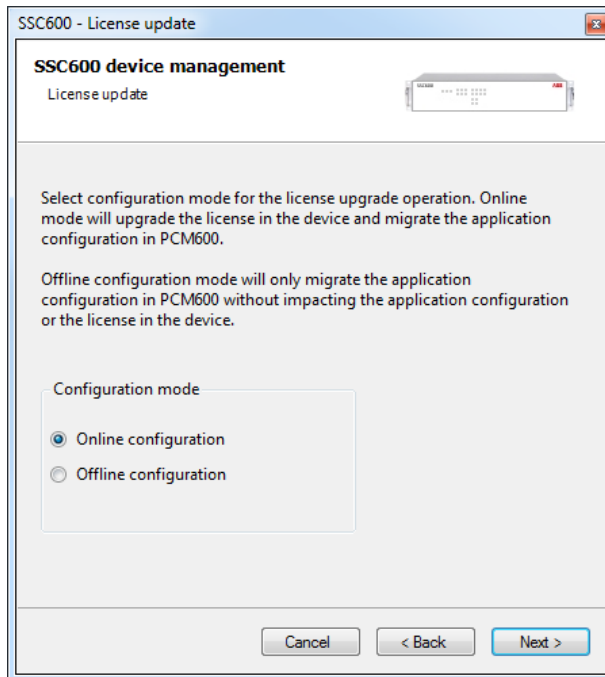 SSC600 - License update
SSC600 device management
License update
ABB
Select configuration mode for the license upgrade operation. Online
mode will upgrade the license in the device and migrate the application
configuration in PCM600.
Offline configuration mode will only migrate the application
configuration in PCM600 without impacting the application configuration
or the license in the device.
Configuration mode
Online configuration
Offline configuration
Cancel
< Back
Next >